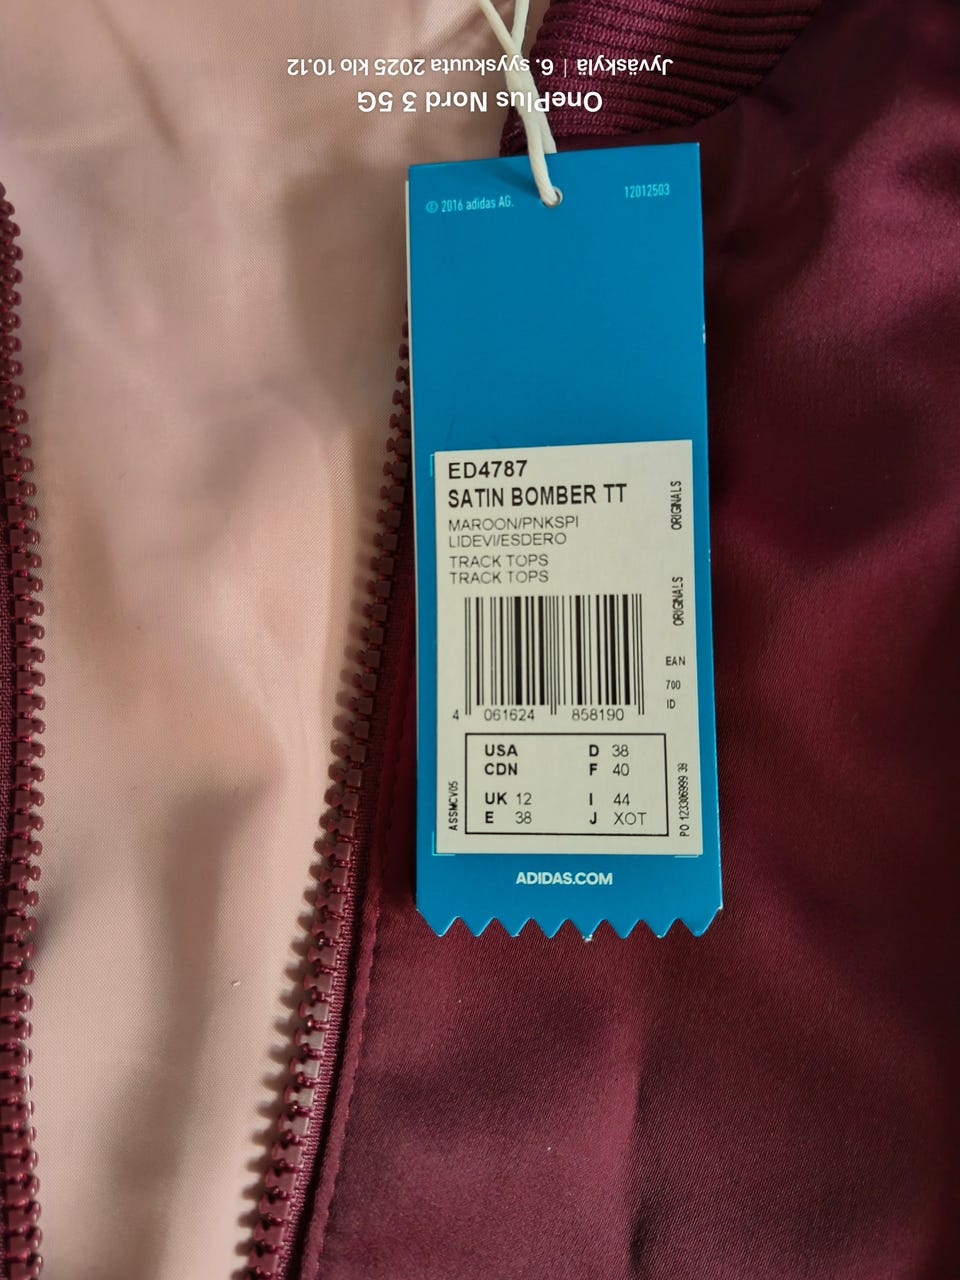 OnePlus Nord 3 5G
Jyväskylä | 6. syyskuuta 2025 klo 10.12
© 2016 adidas AG.
12012503
ED4787
SATIN BOMBER TT
MAROON/PNKSPI
LIDEVI/ESDERO
TRACK TOPS
TRACK TOPS
ORIGINALS
ORIGINALS
EAN
700
ID
4 061624 858190
USA D 38
CDN F 40
UK 12 I 44
E 38 J XOT
ASSMCV05
PO 123306999 39
ADIDAS.COM